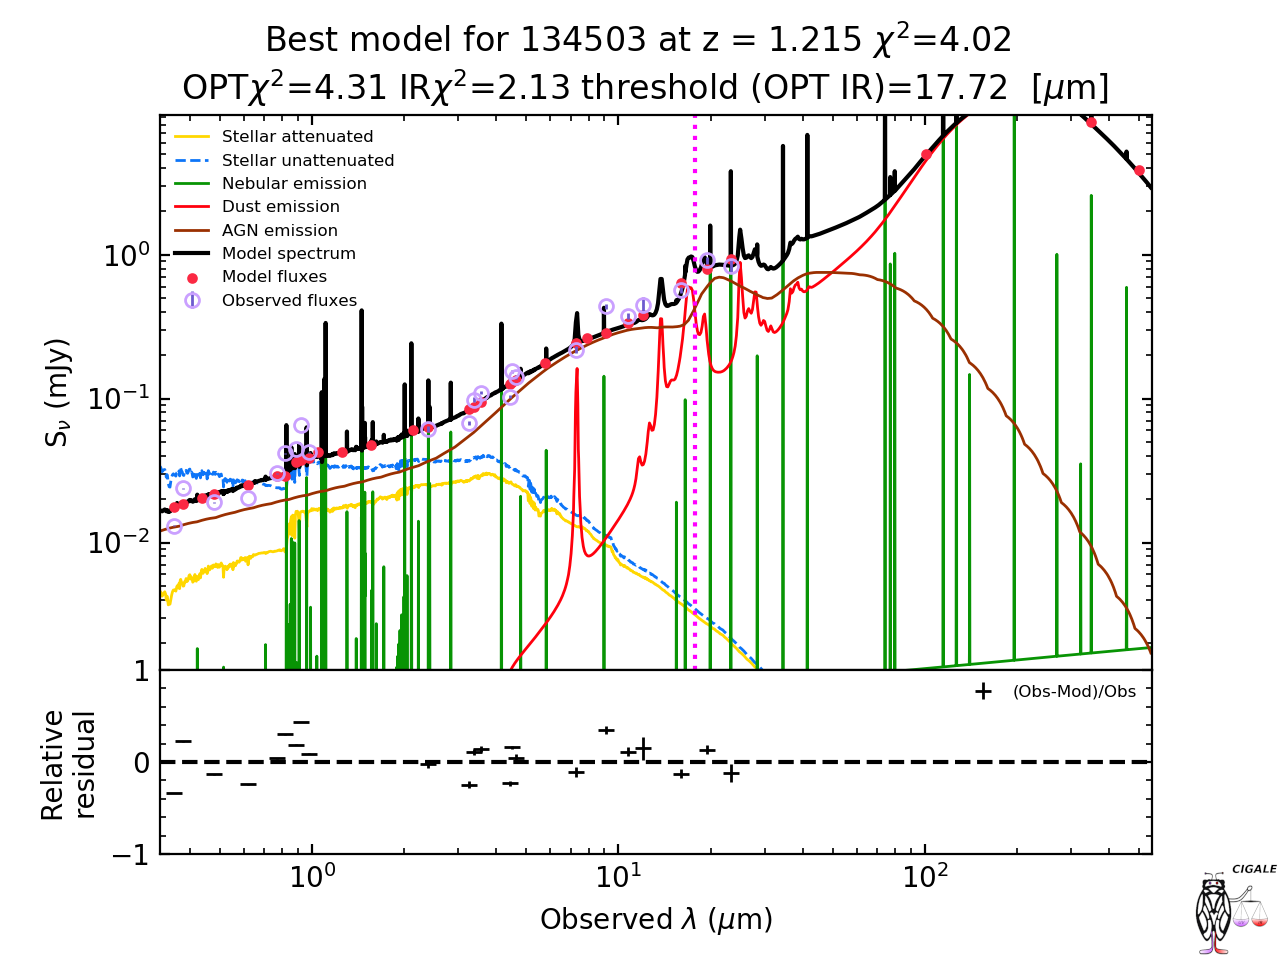 Best model for 134503 at z = 1.215 χ²=4.02
OPTχ²=4.31 IRχ²=2.13 threshold (OPT IR)=17.72 [μm]
Stellar attenuated
Stellar unattenuated
Nebular emission
Dust emission
AGN emission
Model spectrum
Model fluxes
Observed fluxes
10⁰
10⁻¹
10⁻²
Sν (mJy)
1
0
−1
Relative
residual
(Obs-Mod)/Obs
10⁰ 10¹ 10²
Observed λ (μm)
CIGALE